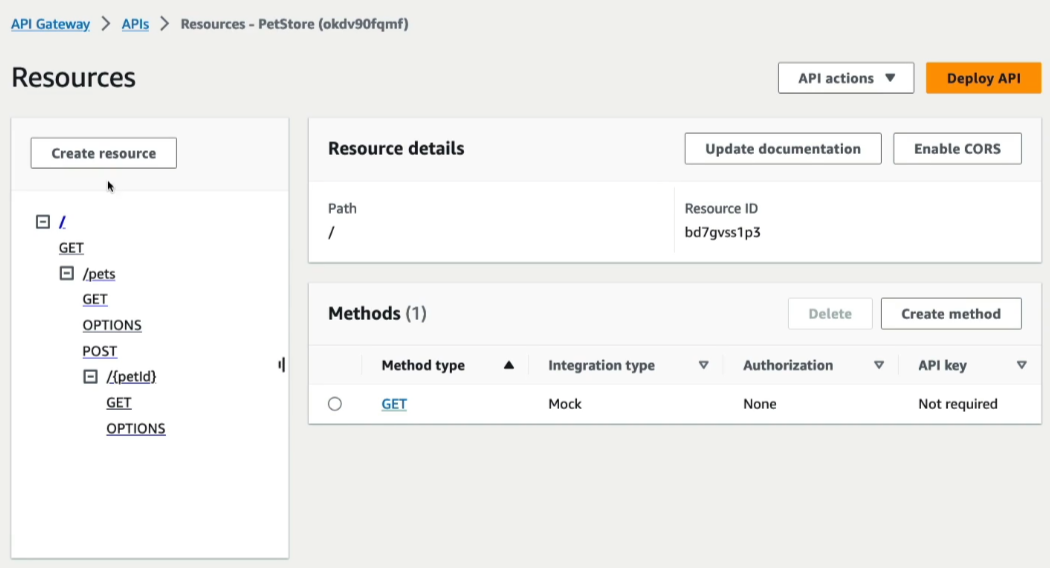 API Gateway > APIs > Resources - PetStore (okdv90fqmf)
Resources
API actions ▼
Deploy API
Create resource
/
GET
/pets
GET
OPTIONS
POST
/{petId}
GET
OPTIONS
Resource details
Update documentation
Enable CORS
Path
/
Resource ID
bd7gvss1p3
Methods (1)
Delete
Create method
Method type Integration type Authorization API key
GET Mock None Not required